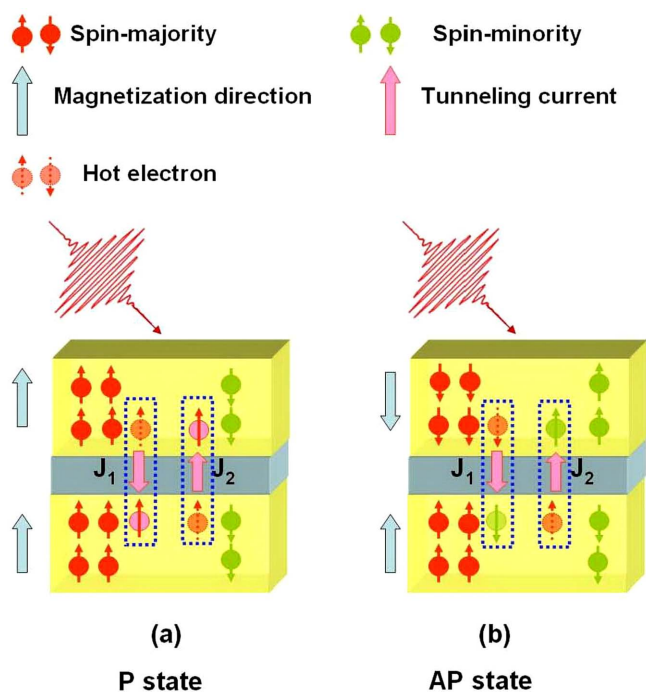 Spin-majority
Spin-minority
Magnetization direction
Tunneling current
Hot electron
J1
J2
J1
J2
(a)
(b)
P state
AP state